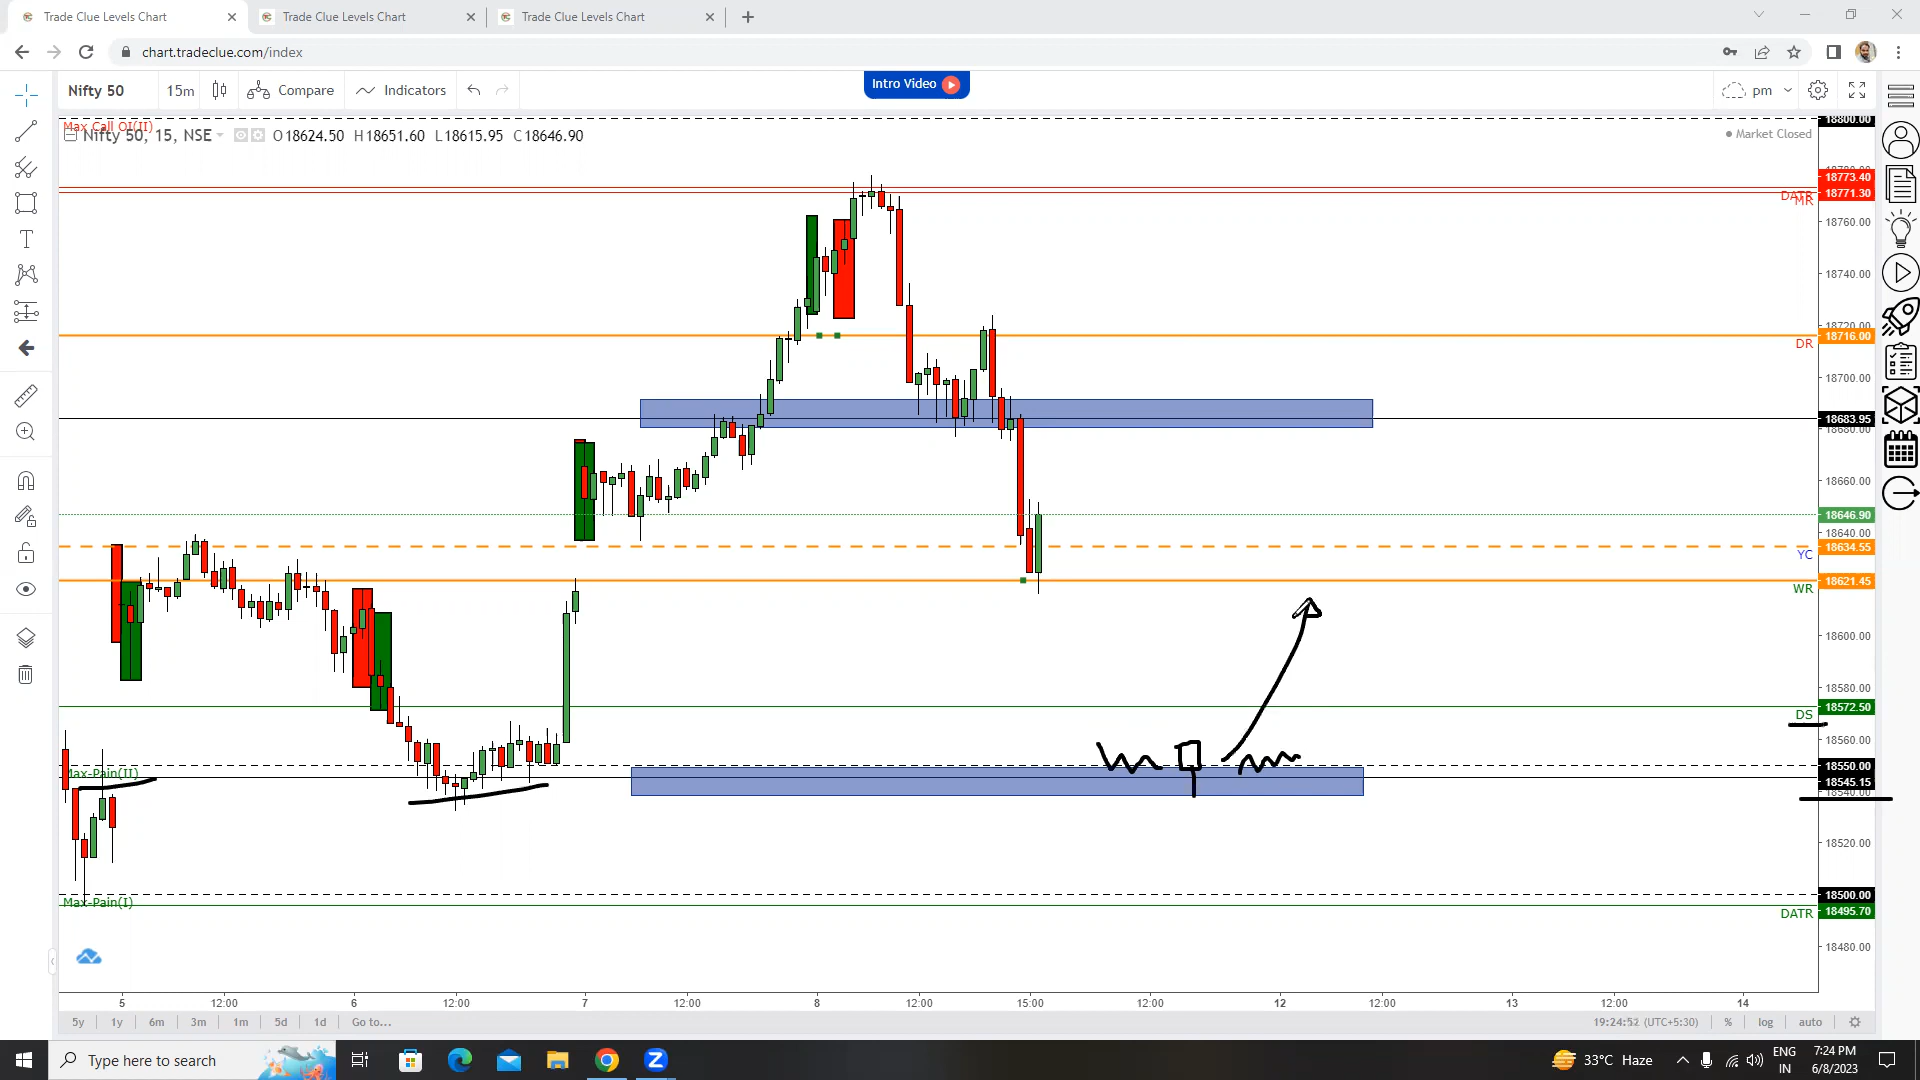 Trade Clue Levels Chart
Trade Clue Levels Chart
Trade Clue Levels Chart
chart.tradeclue.com/index
Nifty 50
15m
Compare
Indicators
Intro Video
pm
Max Call OI(II)
Nifty 50, 15, NSE
O18624.50 H18651.60 L18615.95 C18646.90
Market Closed
18800.00
18773.40
DATR
MR
18771.30
18760.00
18740.00
18720.00
18716.00
DR
18700.00
18683.95
18680.00
18660.00
18646.90
18640.00
18634.55
YC
18621.45
WR
18600.00
18580.00
18572.50
DS
18560.00
Max-Pain(II)
18550.00
18545.15
18540.00
18520.00
Max-Pain(I)
18500.00
18495.70
DATR
18480.00
5 12:00 6 12:00 7 12:00 8 12:00 15:00 12:00 12 12:00 13 12:00 14
5y 1y 6m 3m 1m 5d 1d Go to...
19:24:52 (UTC+5:30) % log auto
Type here to search
33°C Haze
ENG
IN
7:24 PM
6/8/2023